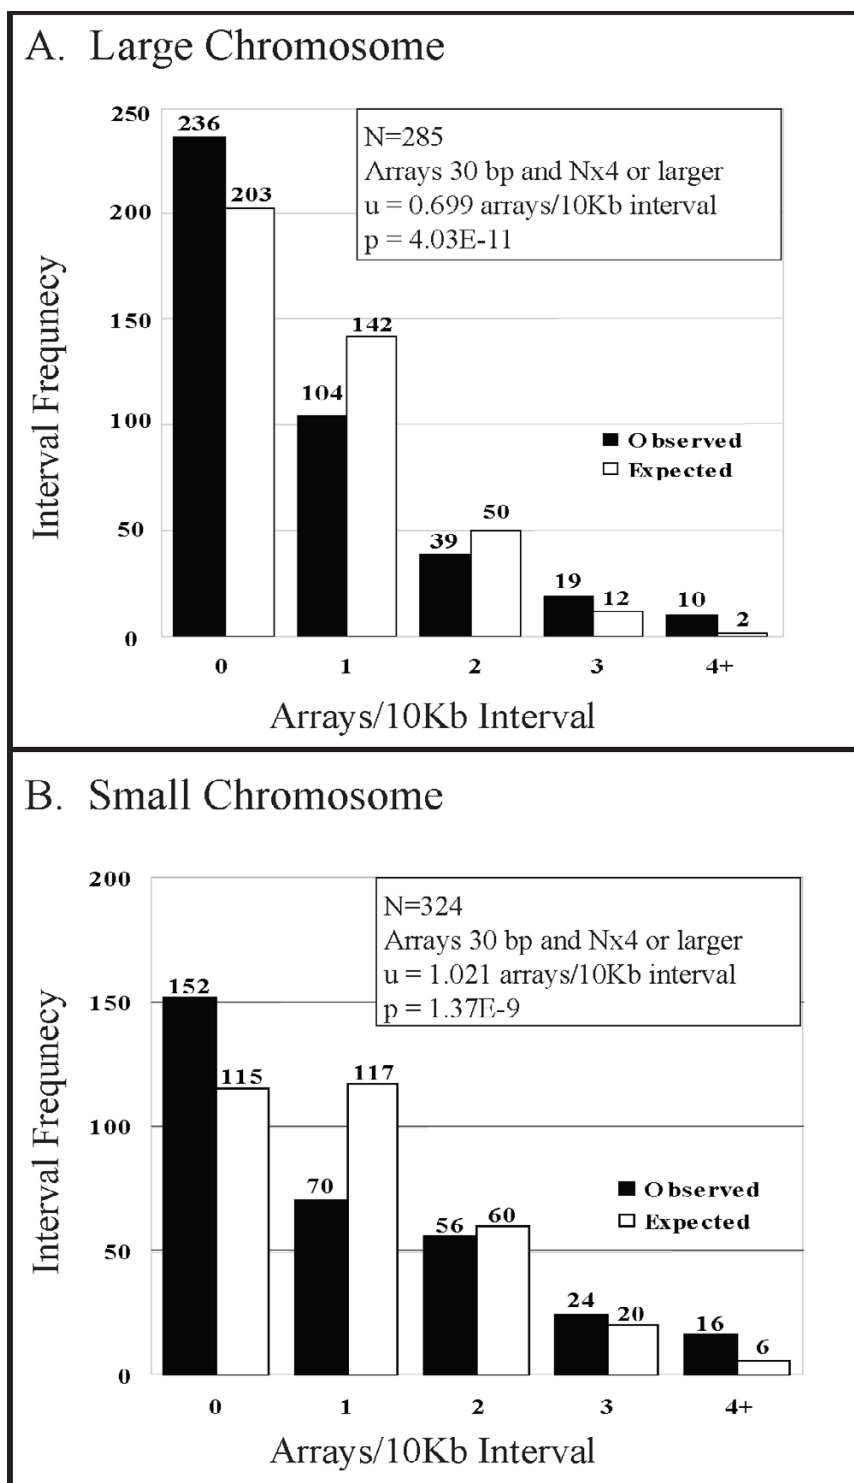 A. Large Chromosome
250
200
150
100
50
0
Interval Frequnecy
236
203
104
142
39
50
19
12
10
2
N=285
Arrays 30 bp and Nx4 or larger
u = 0.699 arrays/10Kb interval
p = 4.03E-11
Observed
Expected
0 1 2 3 4+
Arrays/10Kb Interval
B. Small Chromosome
200
150
100
50
0
Interval Frequnecy
152
115
70
117
56
60
24
20
16
6
N=324
Arrays 30 bp and Nx4 or larger
u = 1.021 arrays/10Kb interval
p = 1.37E-9
Observed
Expected
0 1 2 3 4+
Arrays/10Kb Interval